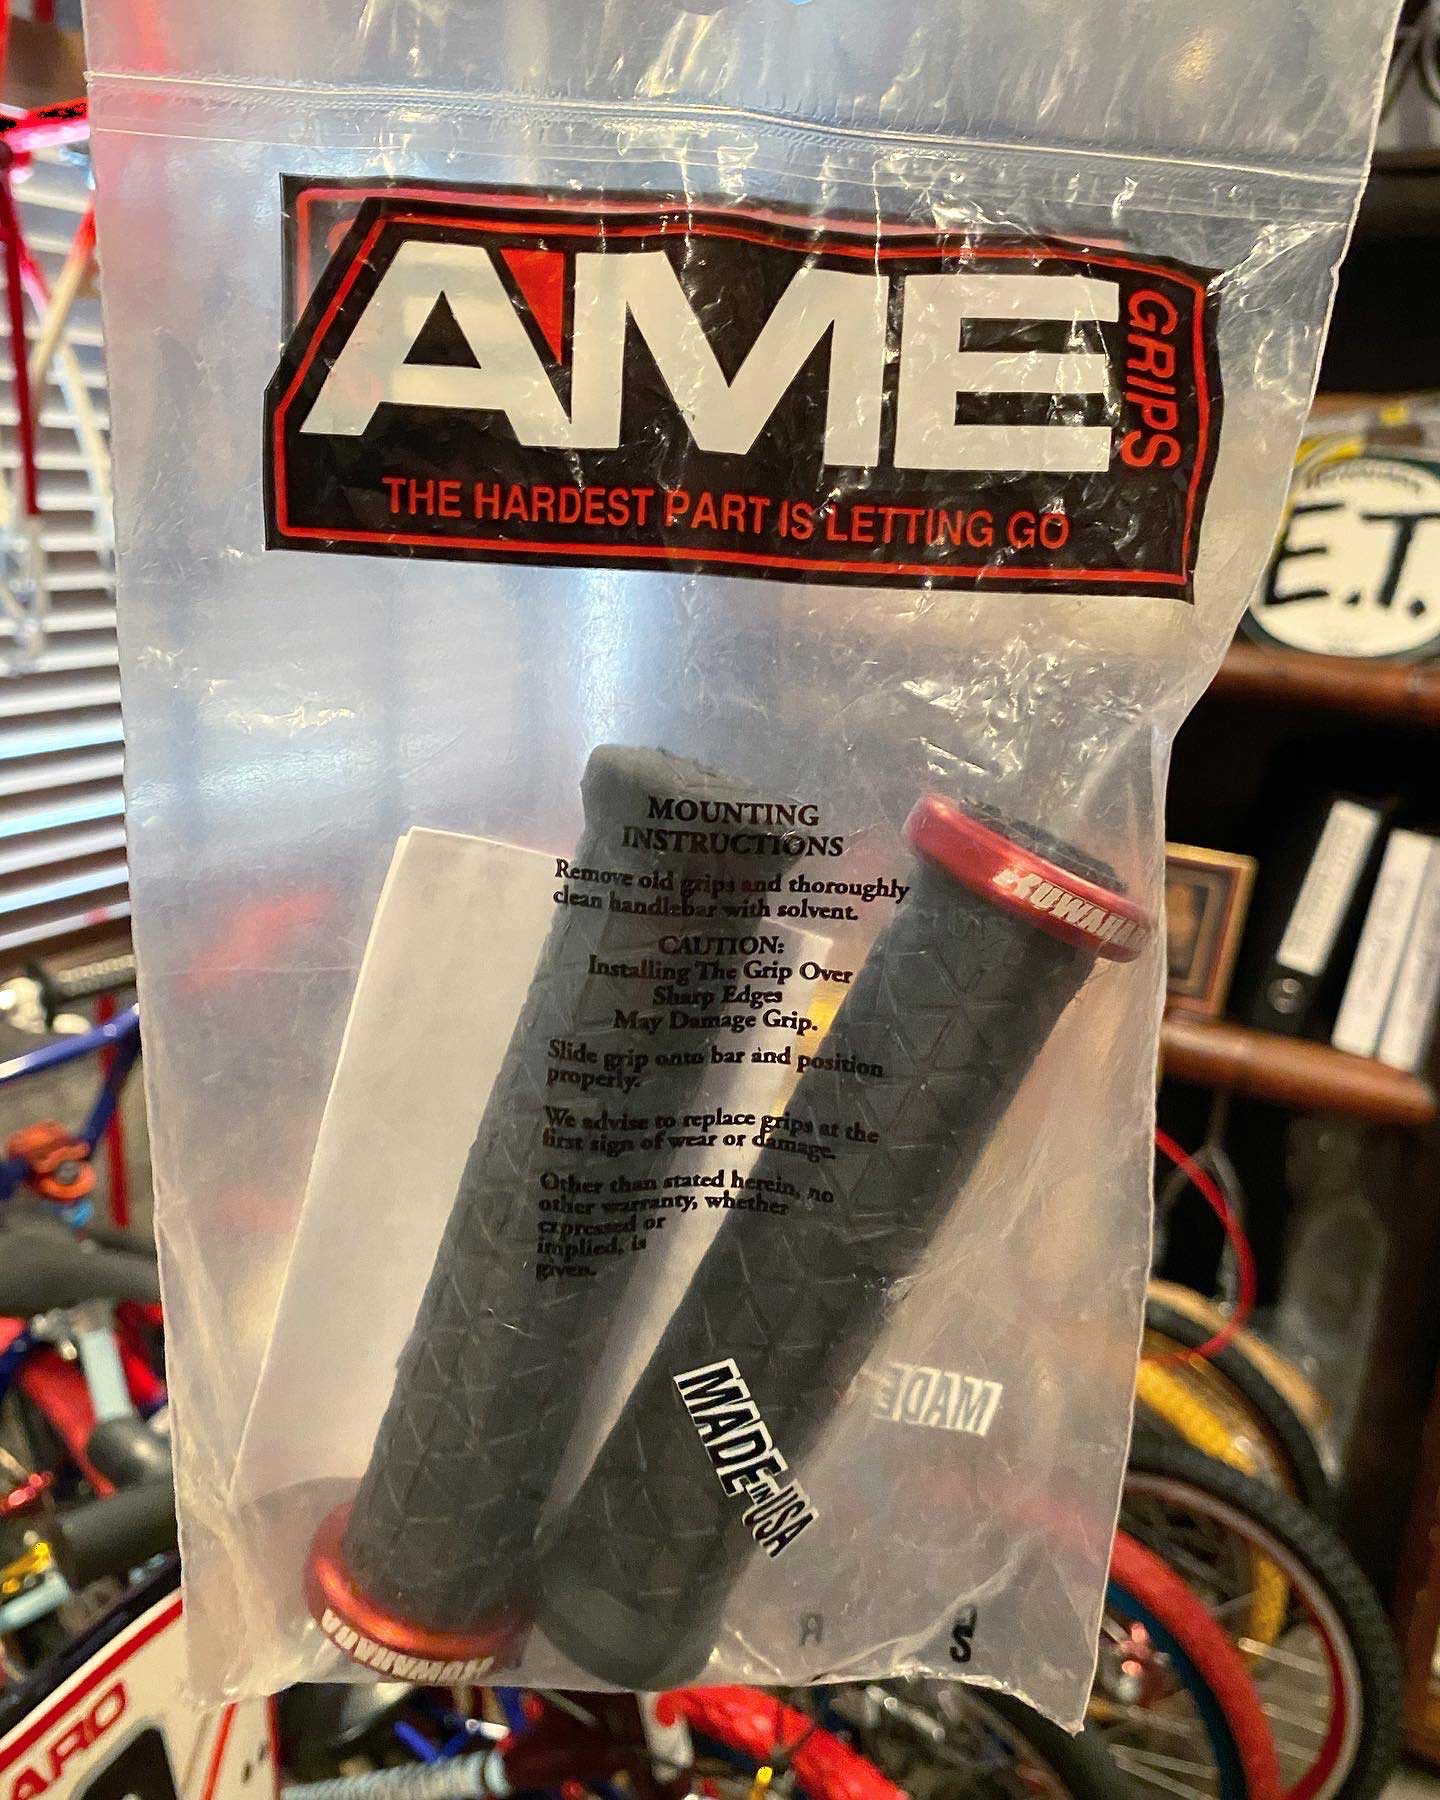 AME
GRIPS
THE HARDEST PART IS LETTING GO
E.T.
MOUNTING
INSTRUCTIONS
Remove old grips and thoroughly
clean handlebar with solvent.
CAUTION:
Installing The Grip Over
Sharp Edges
May Damage Grip.
Slide grip onto bar and position
properly.
We advise to replace grips at the
first sign of wear or damage.
Other than stated herein, no
other warranty, whether
expressed or
implied, is
given.
KUWAHARA
MADE IN USA
MADE
KUWAHARA
ARO